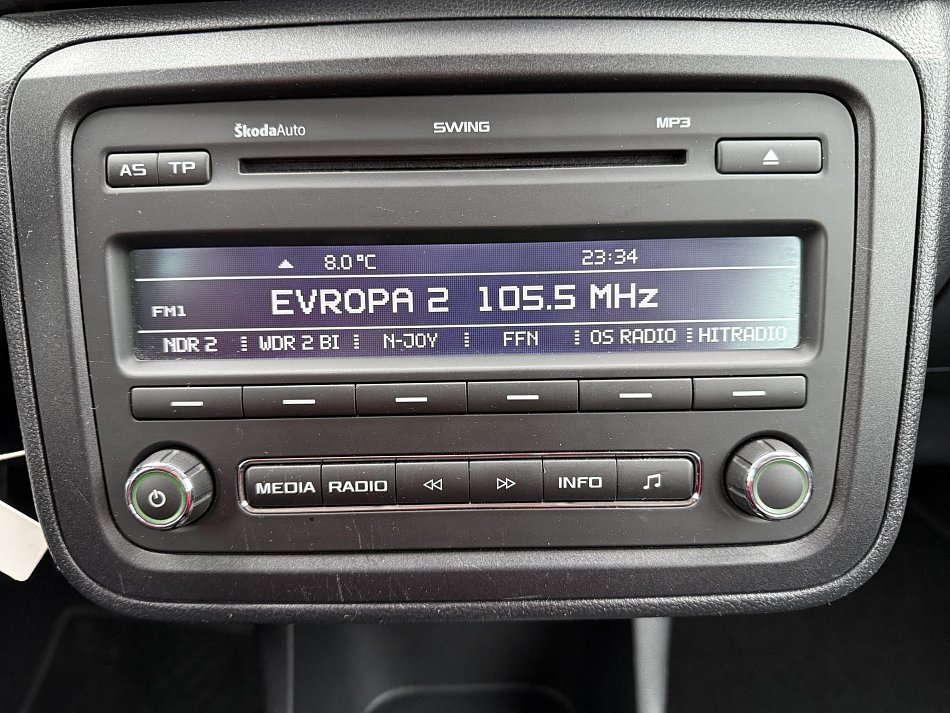 ŠkodaAuto SWING MP3
AS TP
8.0 °C 23:34
FM1 EVROPA 2 105.5 MHz
NDR 2 WDR 2 BI N-JOY FFN OS RADIO HITRADIO
MEDIA RADIO INFO